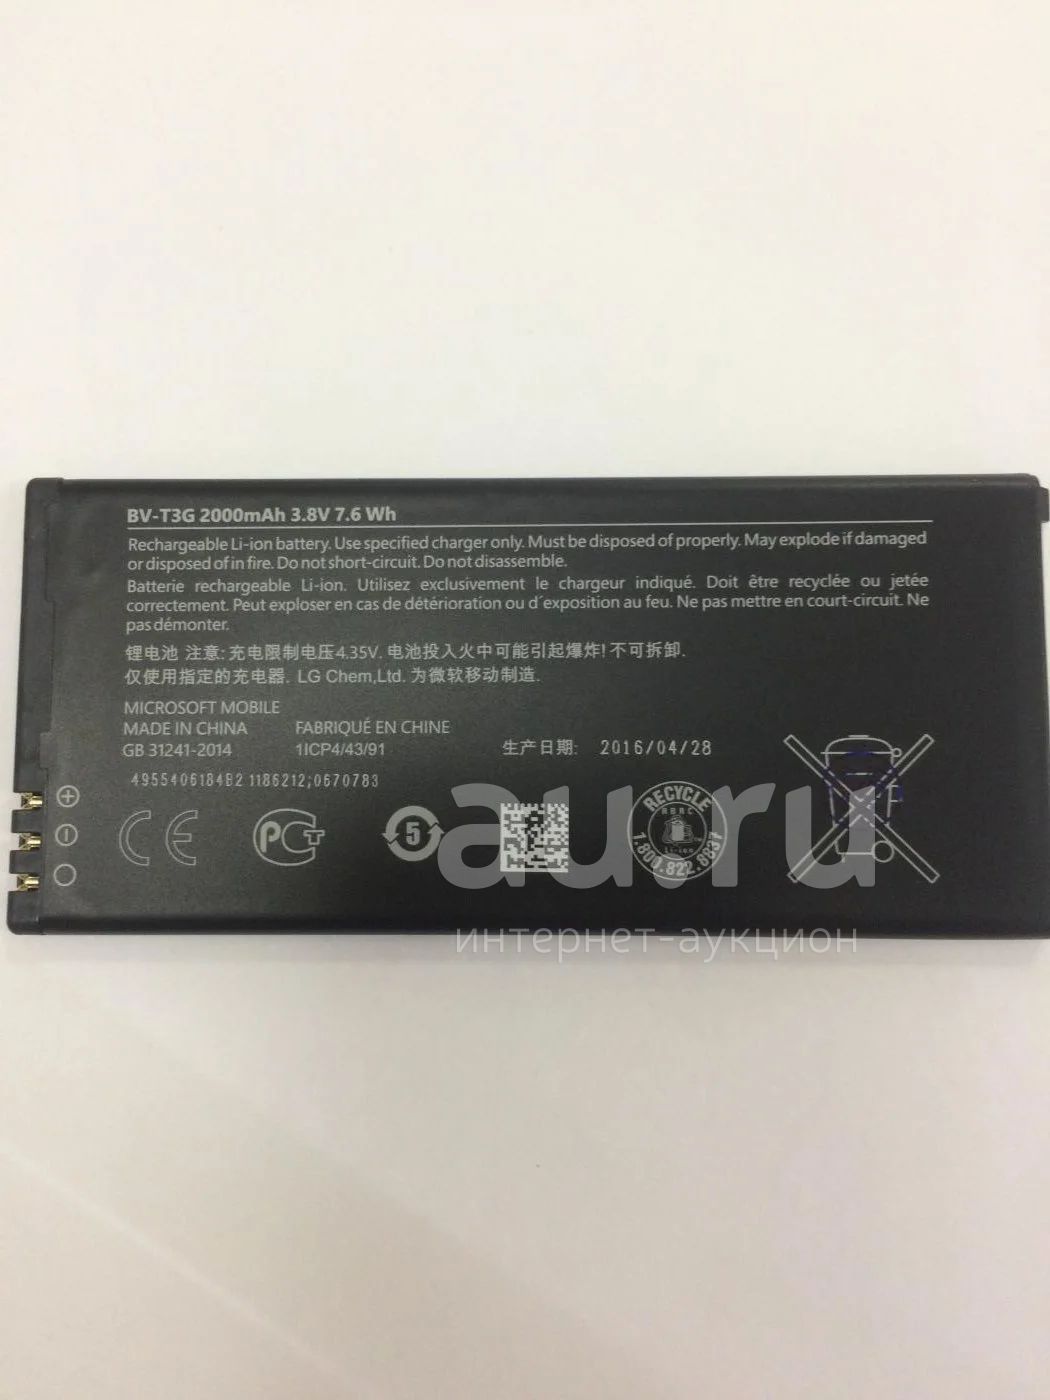 BV-T3G 2000mAh 3.8V 7.6 Wh
Rechargeable Li-ion battery. Use specified charger only. Must be disposed of properly. May explode if damaged
or disposed of in fire. Do not short-circuit. Do not disassemble.
Batterie rechargeable Li-ion. Utilisez exclusivement le chargeur indiqué. Doit être recyclée ou jetée
correctement. Peut exploser en cas de détérioration ou d´exposition au feu. Ne pas mettre en court-circuit. Ne
pas démonter.
锂电池 注意: 充电限制电压4.35V. 电池投入火中可能引起爆炸! 不可拆卸.
仅使用指定的充电器. LG Chem,Ltd. 为微软移动制造.
MICROSOFT MOBILE
MADE IN CHINA FABRIQUÉ EN CHINE
GB 31241-2014 1ICP4/43/91 生产日期: 2016/04/28
4955406184B2 1186212;0670783
CE PCT 5 RECYCLE
RBRC
Li-ion
1.800.822.8837
au.ru
интернет-аукцион